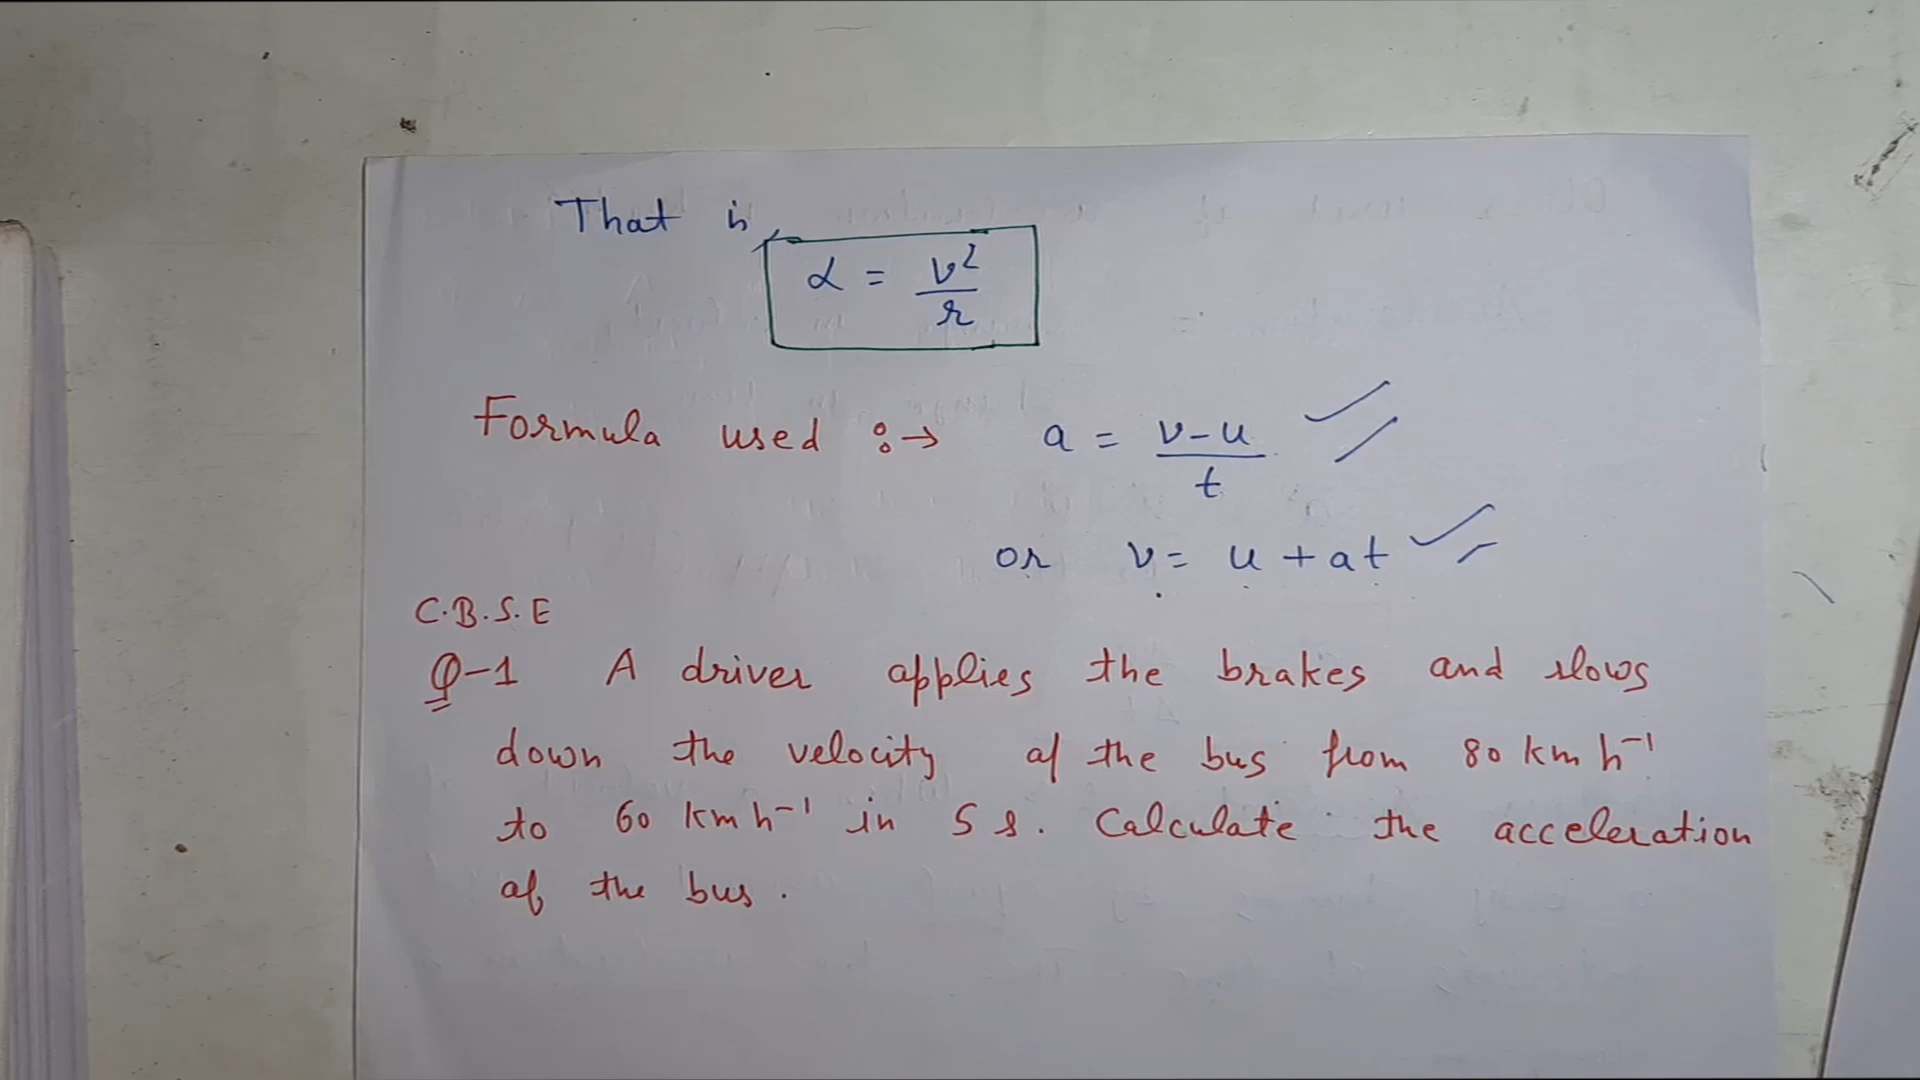 That is,
α = v²/r
Formula used :→ a = v-u/t
or v = u + at
C.B.S.E
Q-1 A driver applies the brakes and slows
down the velocity of the bus from 80 km h⁻¹
to 60 km h⁻¹ in 5 s. Calculate the acceleration
of the bus.